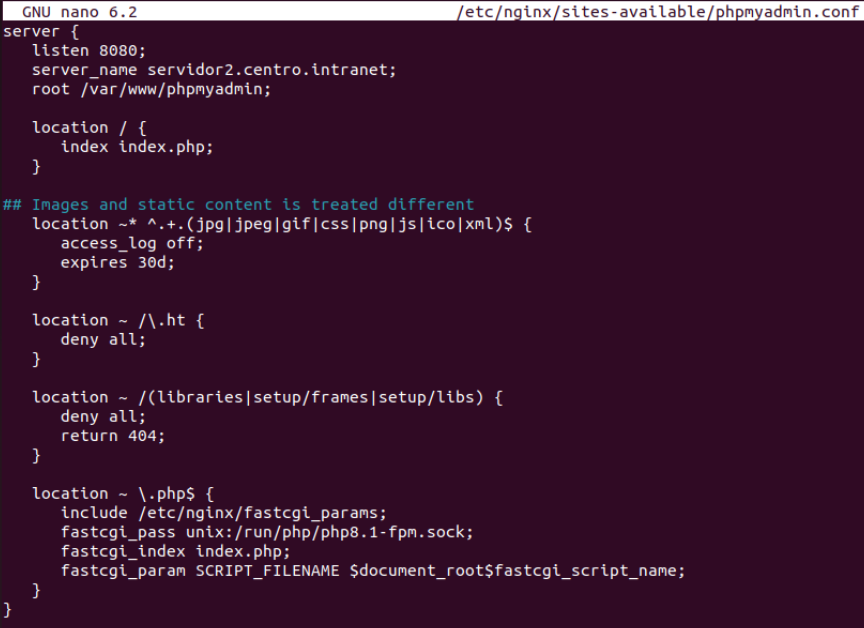 GNU nano 6.2 /etc/nginx/sites-available/phpmyadmin.conf
server {
   listen 8080;
   server_name servidor2.centro.intranet;
   root /var/www/phpmyadmin;

   location / {
      index index.php;
   }

## Images and static content is treated different
   location ~* ^.+.(jpg|jpeg|gif|css|png|js|ico|xml)$ {
      access_log off;
      expires 30d;
   }

   location ~ /\.ht {
      deny all;
   }

   location ~ /(libraries|setup/frames|setup/libs) {
      deny all;
      return 404;
   }

   location ~ \.php$ {
      include /etc/nginx/fastcgi_params;
      fastcgi_pass unix:/run/php/php8.1-fpm.sock;
      fastcgi_index index.php;
      fastcgi_param SCRIPT_FILENAME $document_root$fastcgi_script_name;
   }
}